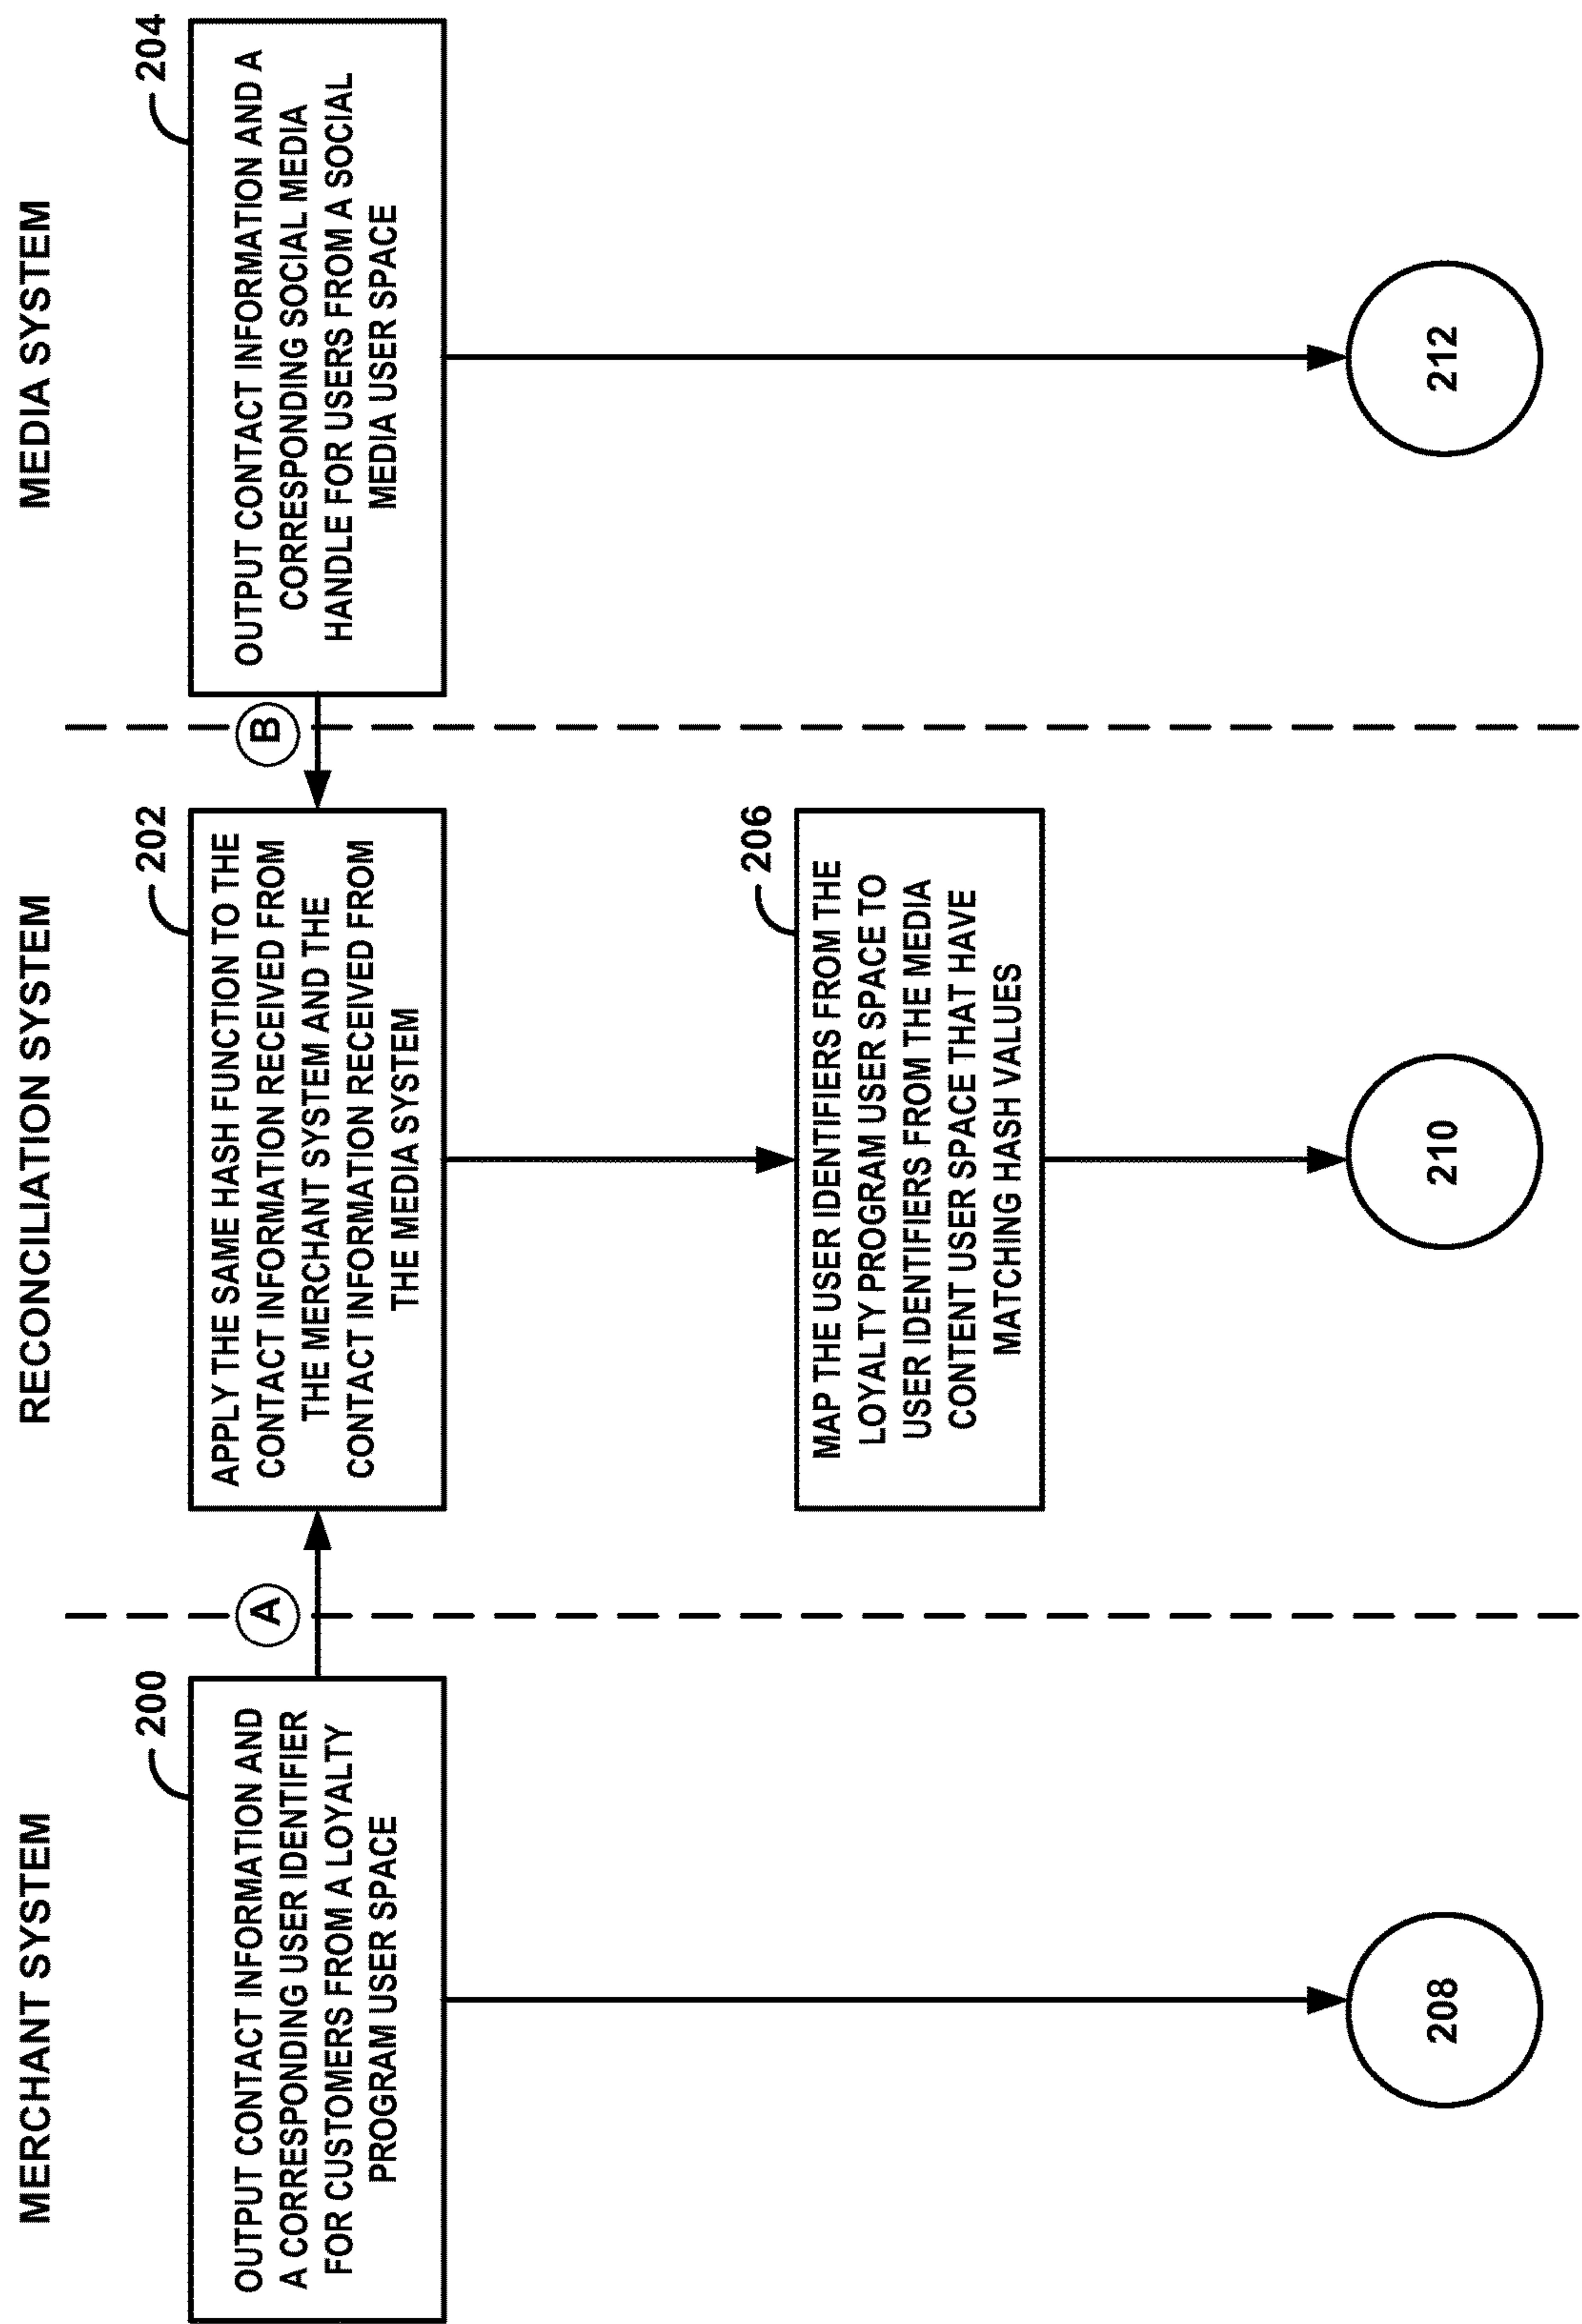 MERCHANT SYSTEM
RECONCILIATION SYSTEM
MEDIA SYSTEM
200
OUTPUT CONTACT INFORMATION AND
A CORRESPONDING USER IDENTIFIER
FOR CUSTOMERS FROM A LOYALTY
PROGRAM USER SPACE
A
202
APPLY THE SAME HASH FUNCTION TO THE
CONTACT INFORMATION RECEIVED FROM
THE MERCHANT SYSTEM AND THE
CONTACT INFORMATION RECEIVED FROM
THE MEDIA SYSTEM
B
204
OUTPUT CONTACT INFORMATION AND A
CORRESPONDING SOCIAL MEDIA
HANDLE FOR USERS FROM A SOCIAL
MEDIA USER SPACE
206
MAP THE USER IDENTIFIERS FROM THE
LOYALTY PROGRAM USER SPACE TO
USER IDENTIFIERS FROM THE MEDIA
CONTENT USER SPACE THAT HAVE
MATCHING HASH VALUES
208
210
212